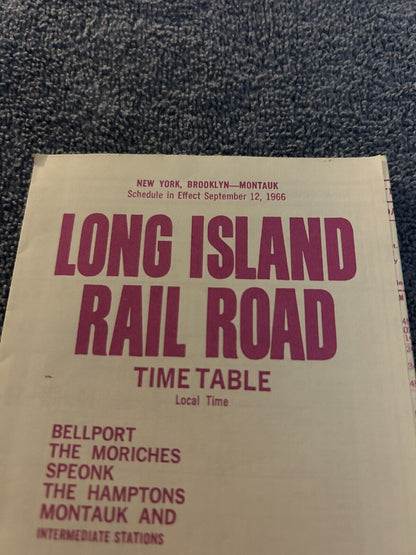 NEW YORK, BROOKLYN—MONTAUK
Schedule in Effect September 12, 1966
LONG ISLAND
RAIL ROAD
TIME TABLE
Local Time
BELLPORT
THE MORICHES
SPEONK
THE HAMPTONS
MONTAUK AND
INTERMEDIATE STATIONS